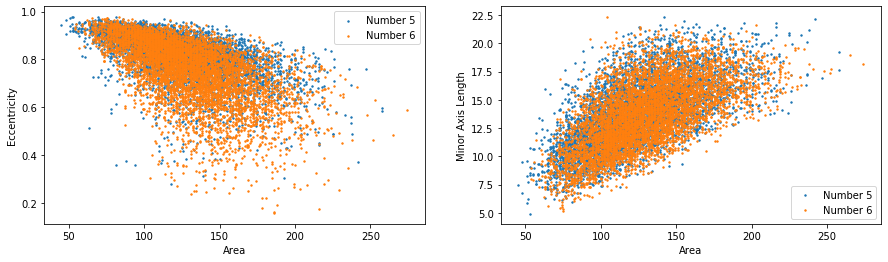 1.0
0.8
0.6
0.4
0.2
Eccentricity
50
100
150
200
250
Area
Number 5
Number 6
22.5
20.0
17.5
15.0
12.5
10.0
7.5
5.0
Minor Axis Length
50
100
150
200
250
Area
Number 5
Number 6